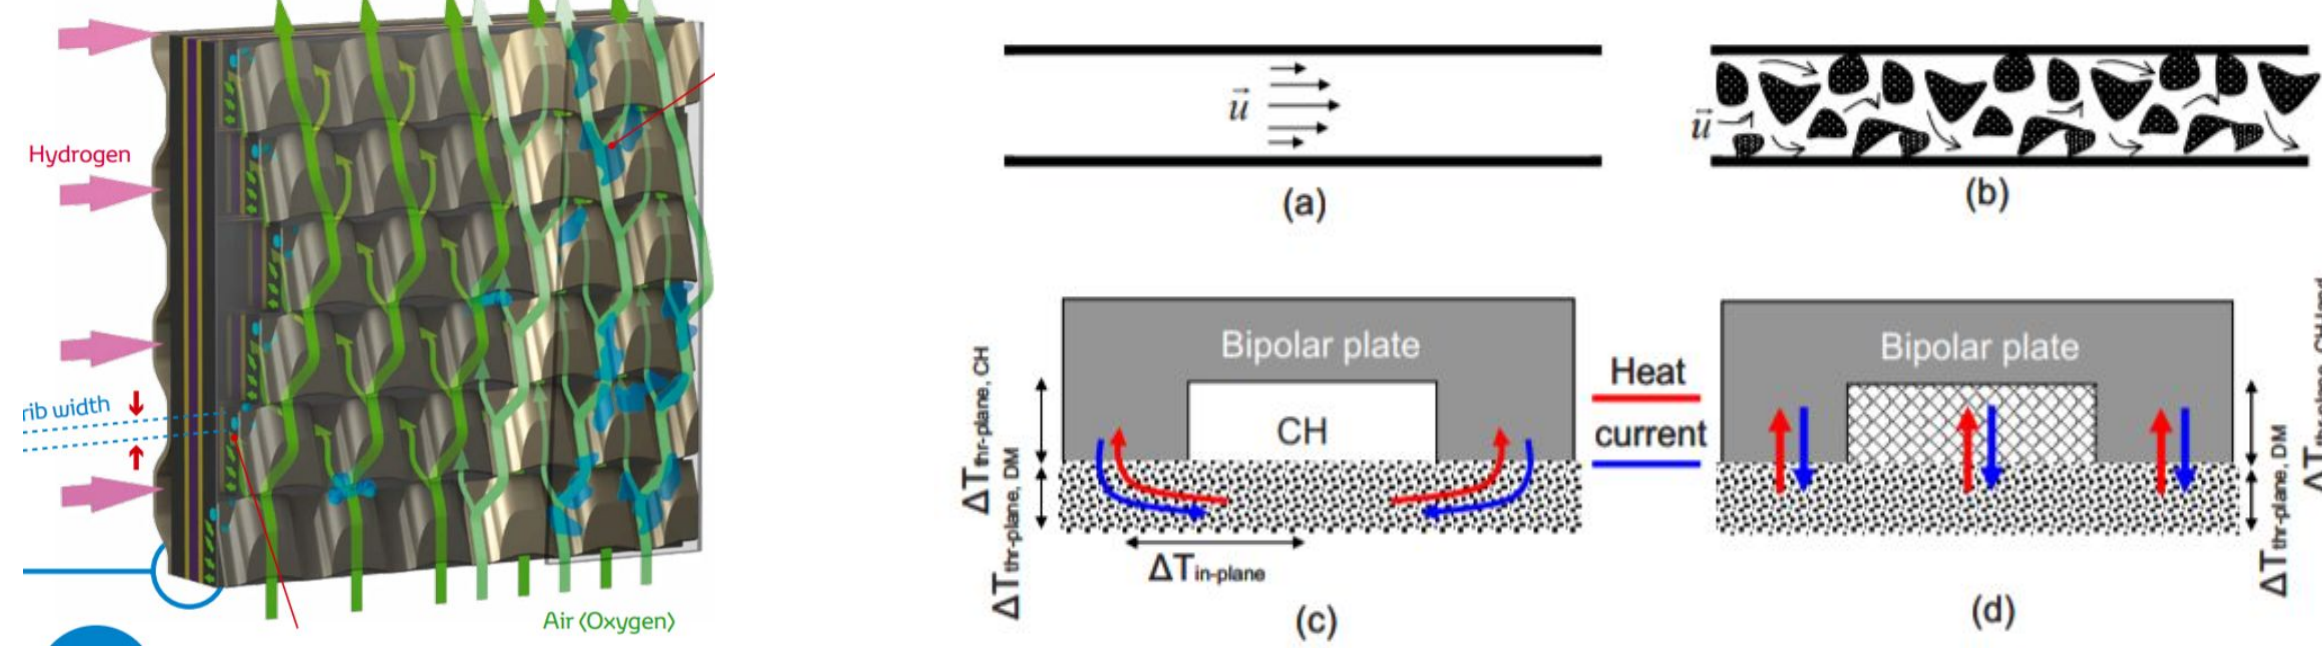 Hydrogen
rib width
Air (Oxygen)
u
(a)
u
(b)
Bipolar plate
CH
ΔTthr-plane, CH
ΔTthr-plane, DM
ΔTin-plane
(c)
Heat
current
Bipolar plate
ΔTthr-plane, DM
(d)